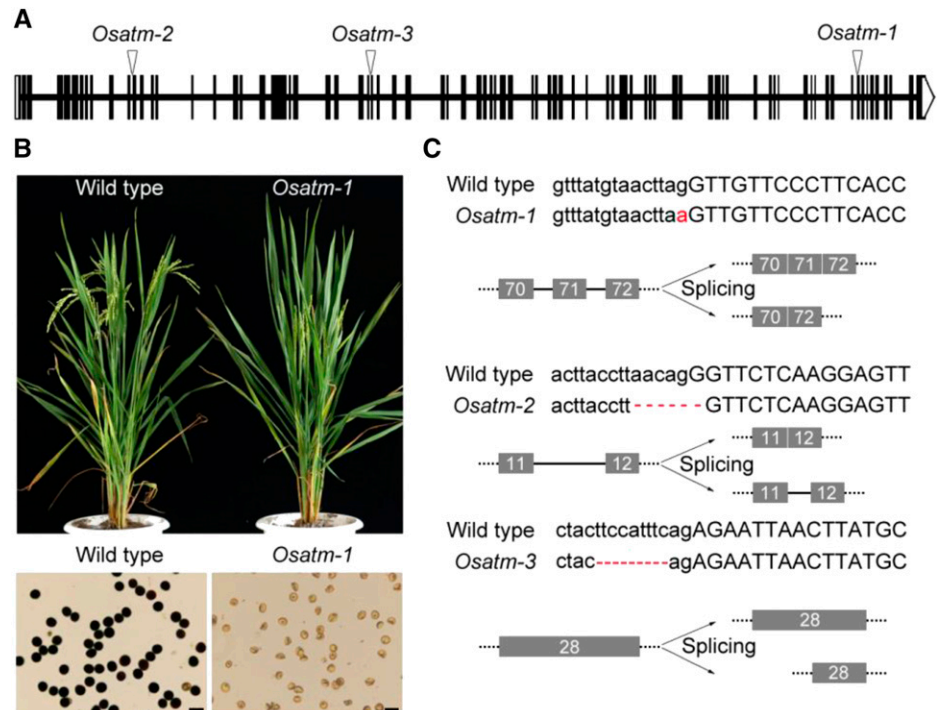 A
Osatm-2
Osatm-3
Osatm-1
B
Wild type
Osatm-1
Wild type
Osatm-1
C
Wild type gtttatgtaacttagGTTGTTCCCTTCACC
Osatm-1 gtttatgtaacttaaGTTGTTCCCTTCACC
70 71 72
Splicing
70 71 72
70 72
Wild type acttaccttaacagGGTTCTCAAGGAGTT
Osatm-2 acttacctt- - - - - - -GTTCTCAAGGAGTT
11 12
Splicing
11 12
11 12
Wild type ctacttccatttcagAGAATTAACTTATGC
Osatm-3 ctac---------agAGAATTAACTTATGC
28
Splicing
28
28